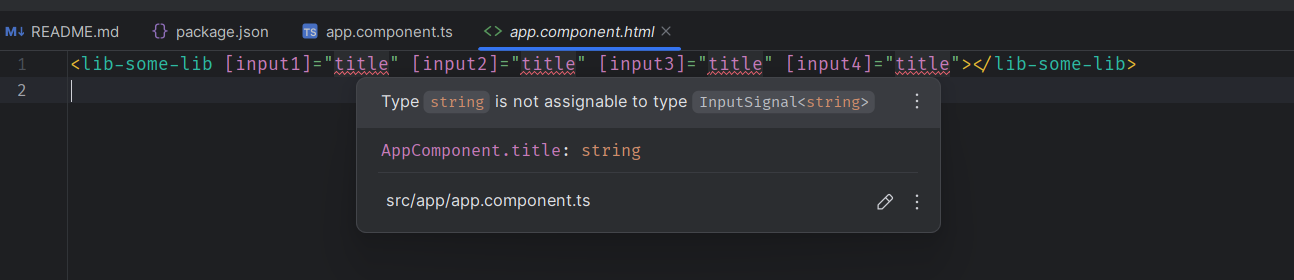 M↓ README.md {} package.json TS app.component.ts <> app.component.html ×
1 <lib-some-lib [input1]="title" [input2]="title" [input3]="title" [input4]="title"></lib-some-lib>
2
Type string is not assignable to type InputSignal<string>
AppComponent.title: string
src/app/app.component.ts